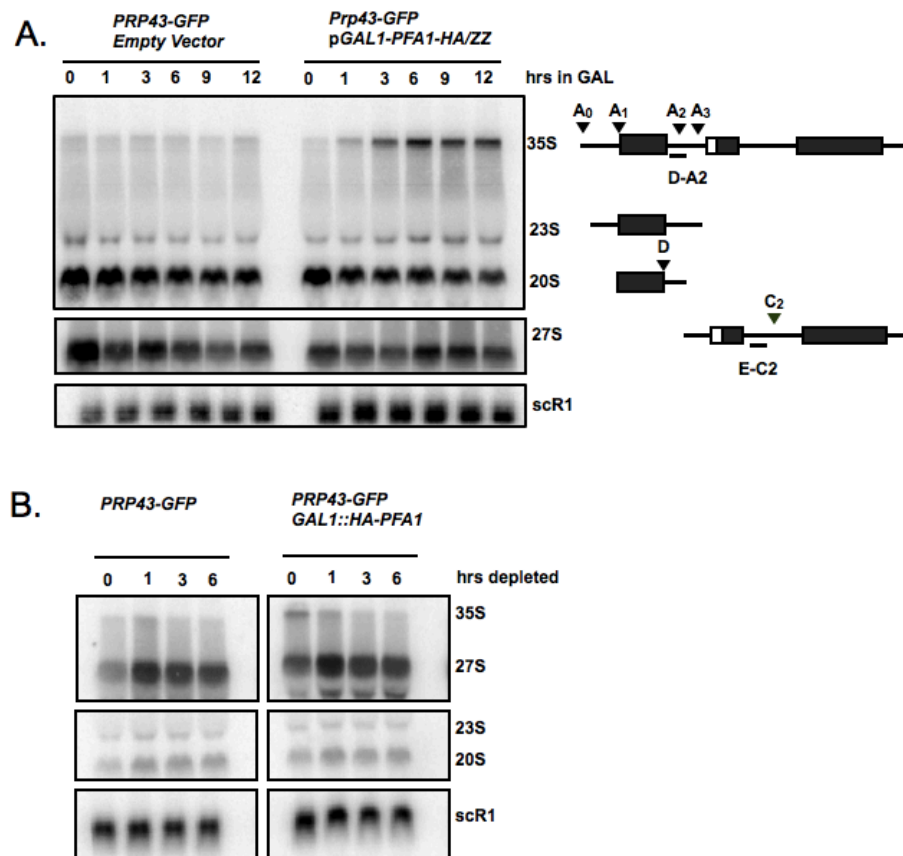 A.
PRP43-GFP
Empty Vector
Prp43-GFP
pGAL1-PFA1-HA/ZZ
0 1 3 6 9 12 0 1 3 6 9 12 hrs in GAL
35S
23S
20S
27S
scR1
A0 A1 A2 A3
D-A2
D
C2
E-C2
B.
PRP43-GFP
PRP43-GFP
GAL1::HA-PFA1
0 1 3 6 0 1 3 6 hrs depleted
35S
27S
23S
20S
scR1